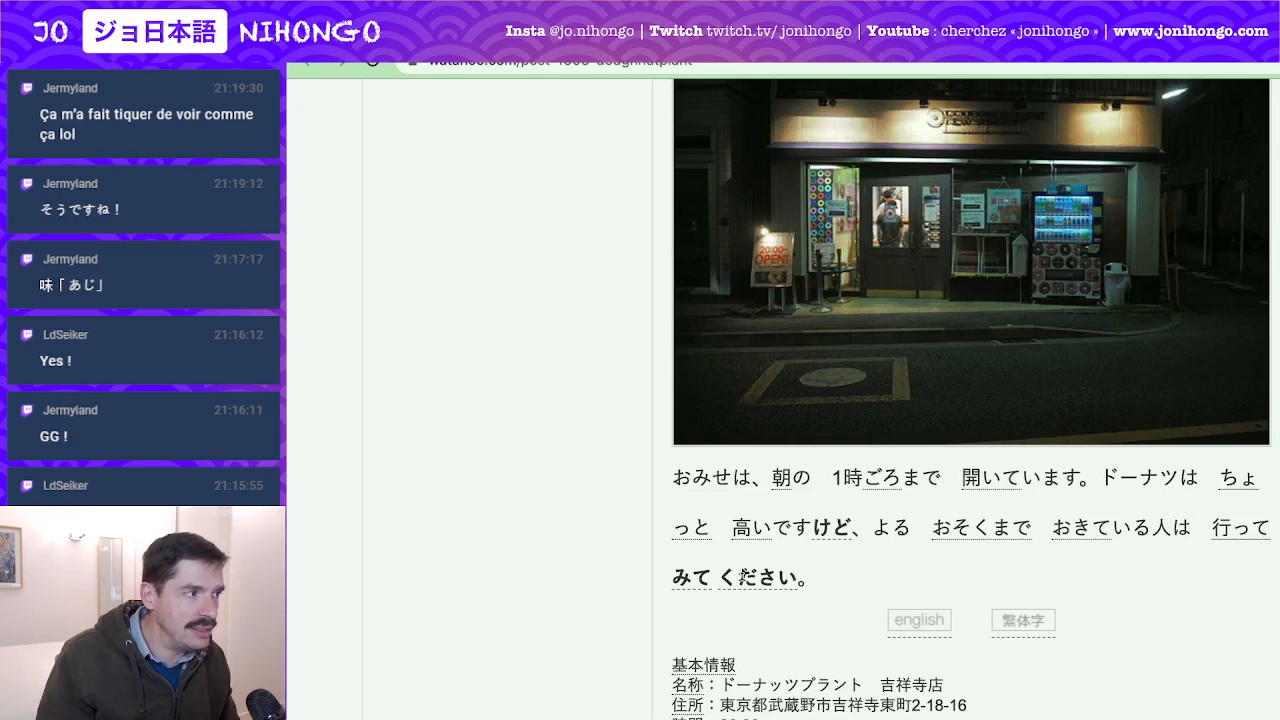 JO ジョ日本語 NIHONGO
Insta @jo.nihongo | Twitch twitch.tv/jonihongo | Youtube : cherchez « jonihongo » | www.jonihongo.com
Jermyland 21:19:30
Ça m'a fait tiquer de voir comme
ça lol
Jermyland 21:19:12
そうですね！
Jermyland 21:17:17
味「あじ」
LdSeiker 21:16:12
Yes !
Jermyland 21:16:11
GG !
LdSeiker 21:15:55
20:00~
OPEN!
おみせは、朝の 1時ごろまで 開いています。ドーナツは ちょ
っと 高いですけど、よる おそくまで おきている人は 行って
みて ください。
english 繁体字
基本情報
名称：ドーナッツプラント 吉祥寺店
住所：東京都武蔵野市吉祥寺東町2-18-16